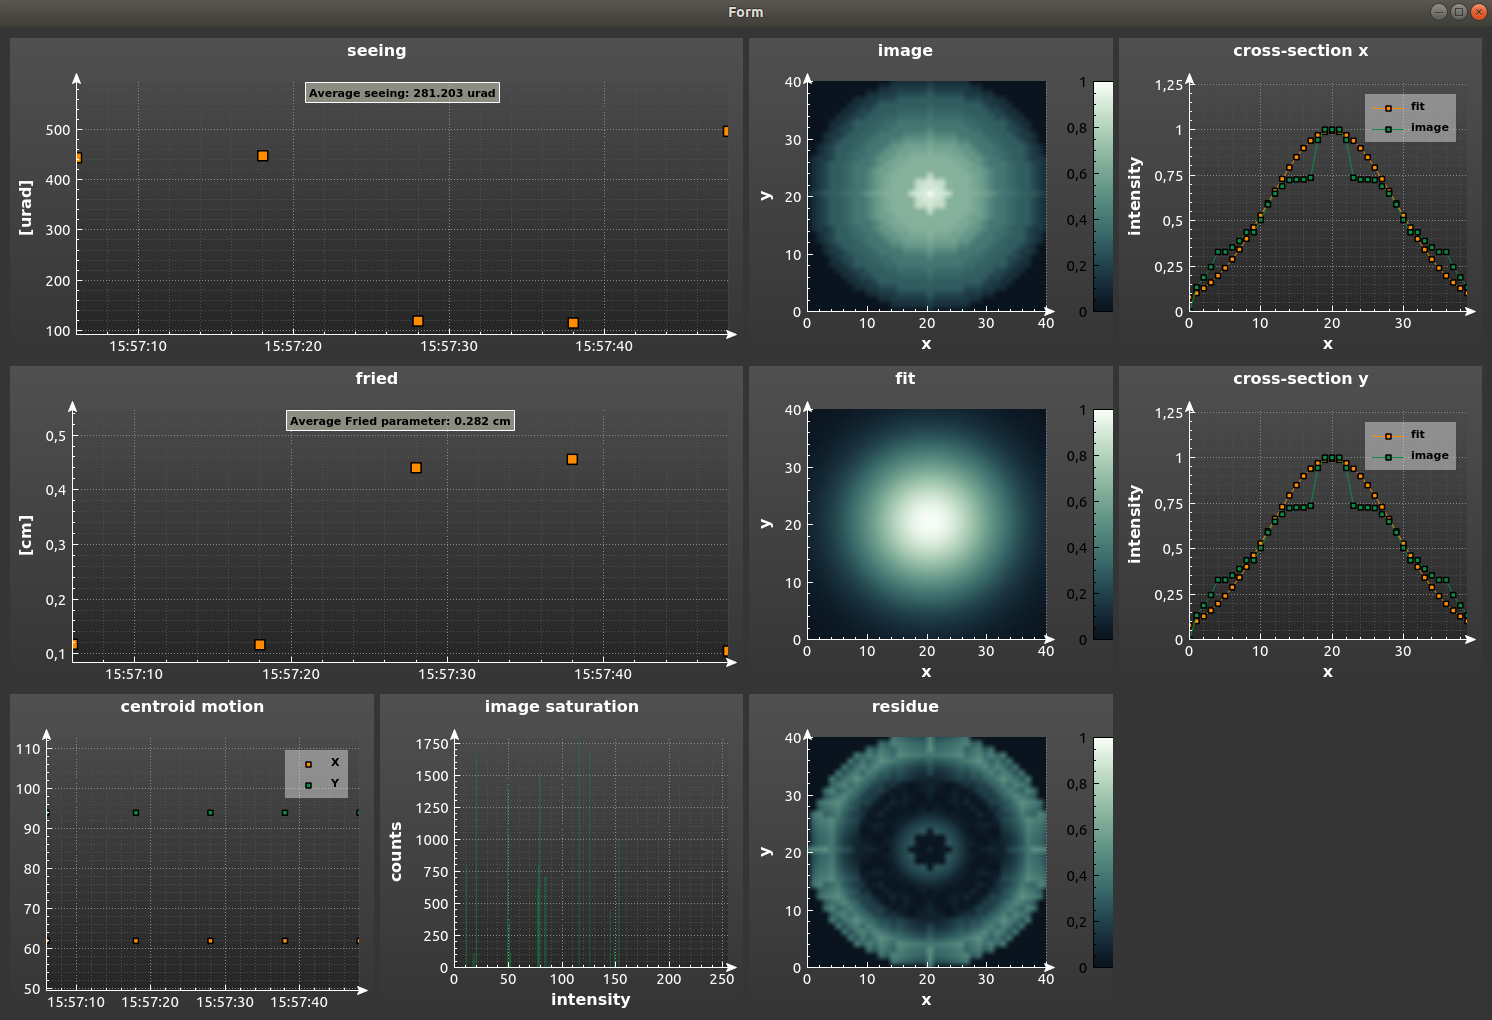 Form
seeing
Average seeing: 281.203 urad
[urad]
500
400
300
200
100
15:57:10 15:57:20 15:57:30 15:57:40
image
y
40
30
20
10
0
0 10 20 30 40
x
1
0,8
0,6
0,4
0,2
0
cross-section x
intensity
1,25
1
0,75
0,5
0,25
0
fit
image
0 10 20 30
x
fried
Average Fried parameter: 0.282 cm
[cm]
0,5
0,4
0,3
0,2
0,1
15:57:10 15:57:20 15:57:30 15:57:40
fit
y
40
30
20
10
0
0 10 20 30 40
x
1
0,8
0,6
0,4
0,2
0
cross-section y
intensity
1,25
1
0,75
0,5
0,25
0
fit
image
0 10 20 30
x
centroid motion
110
100
90
80
70
60
50
X
Y
15:57:10 15:57:20 15:57:30 15:57:40
image saturation
counts
1750
1500
1250
1000
750
500
250
0
0 50 100 150 200 250
intensity
residue
y
40
30
20
10
0
0 10 20 30 40
x
1
0,8
0,6
0,4
0,2
0